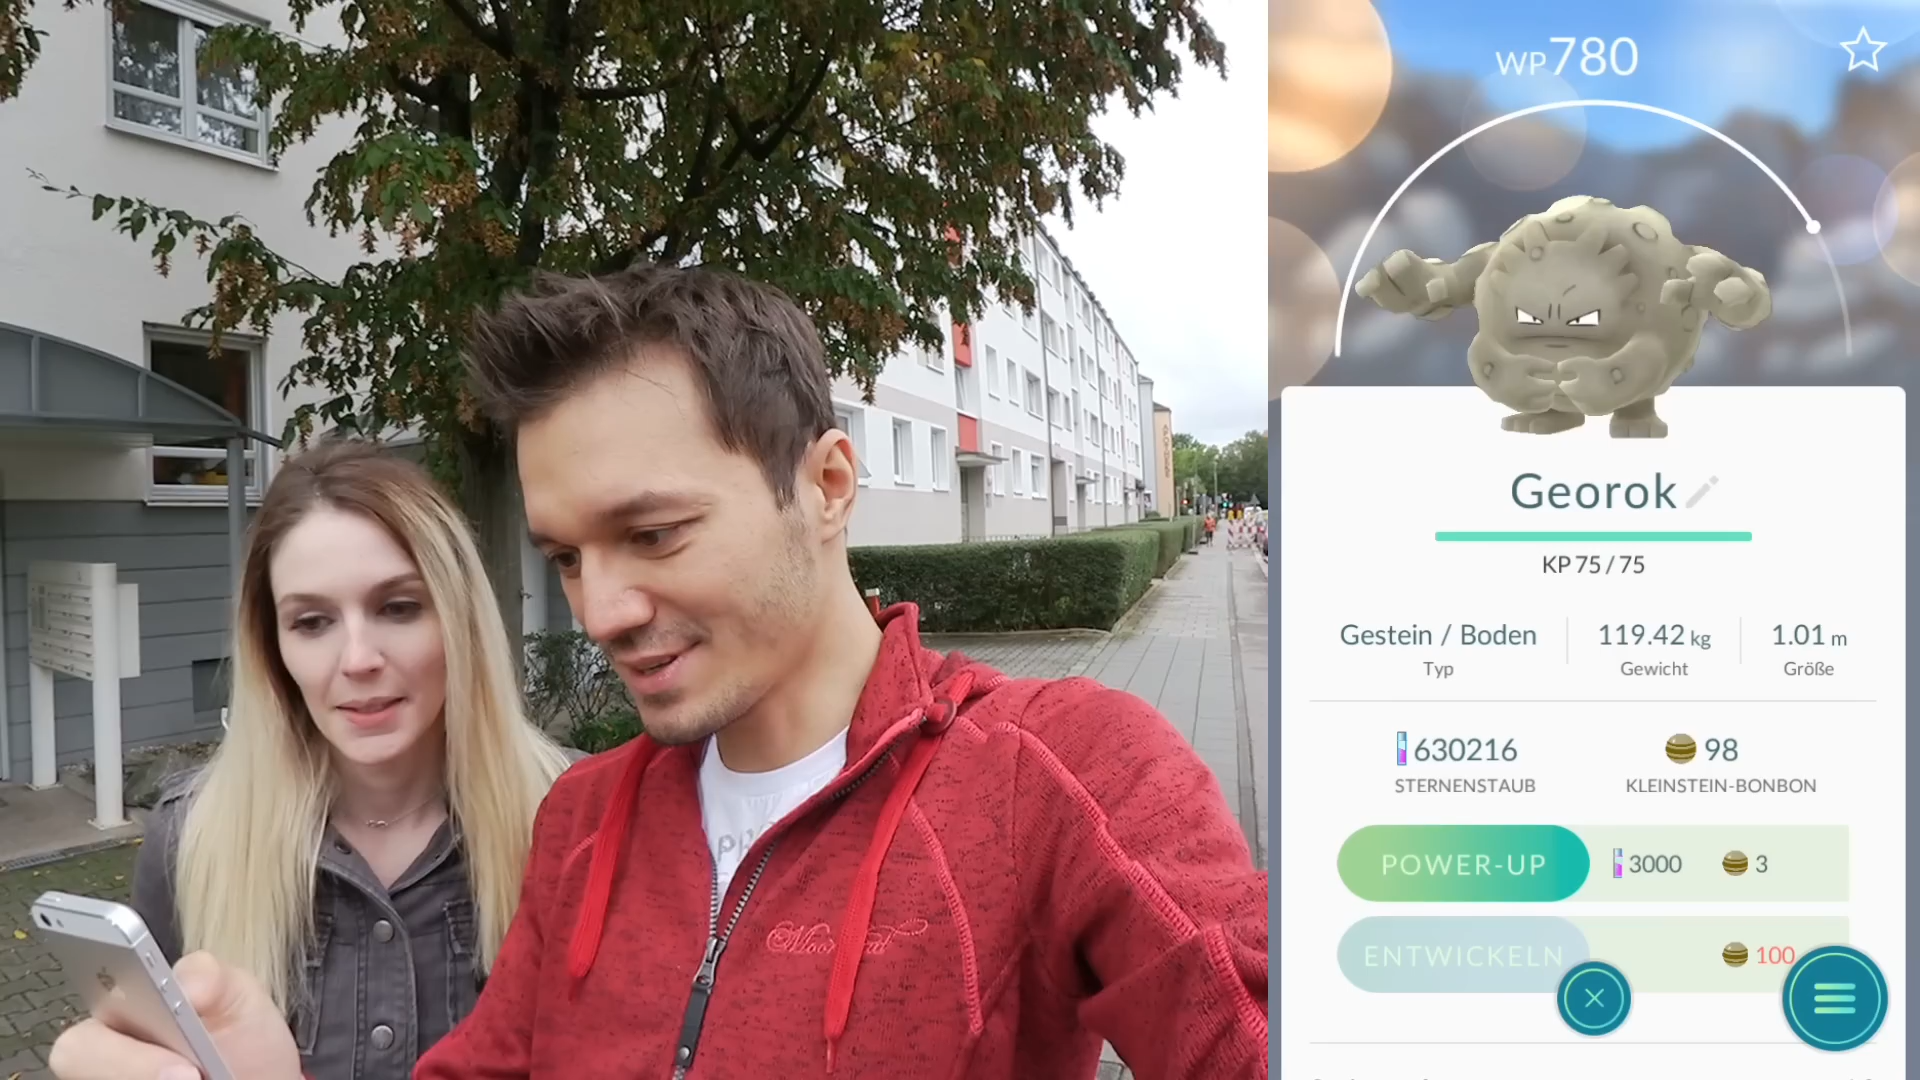 WP780
Georok
KP 75 / 75
Gestein / Boden
Typ
119.42 kg
Gewicht
1.01 m
Größe
630216
STERNENSTAUB
98
KLEINSTEIN-BONBON
POWER-UP
3000
3
ENTWICKELN
100
APOTHEKE